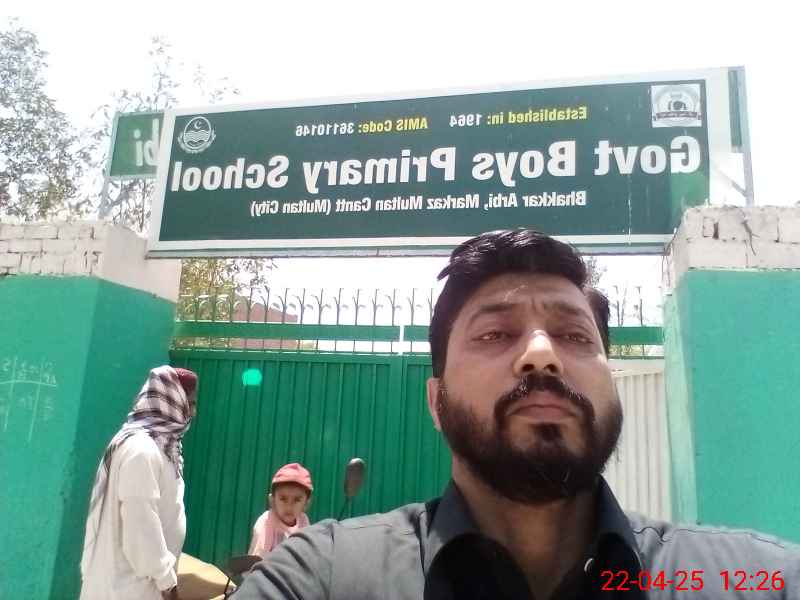 Established in: 1964 AMIS Code: 36110146
Govt Boys Primary School
Bhakkar Arbi, Markaz Multan Cantt (Multan City)
bi
22-04-25 12:26